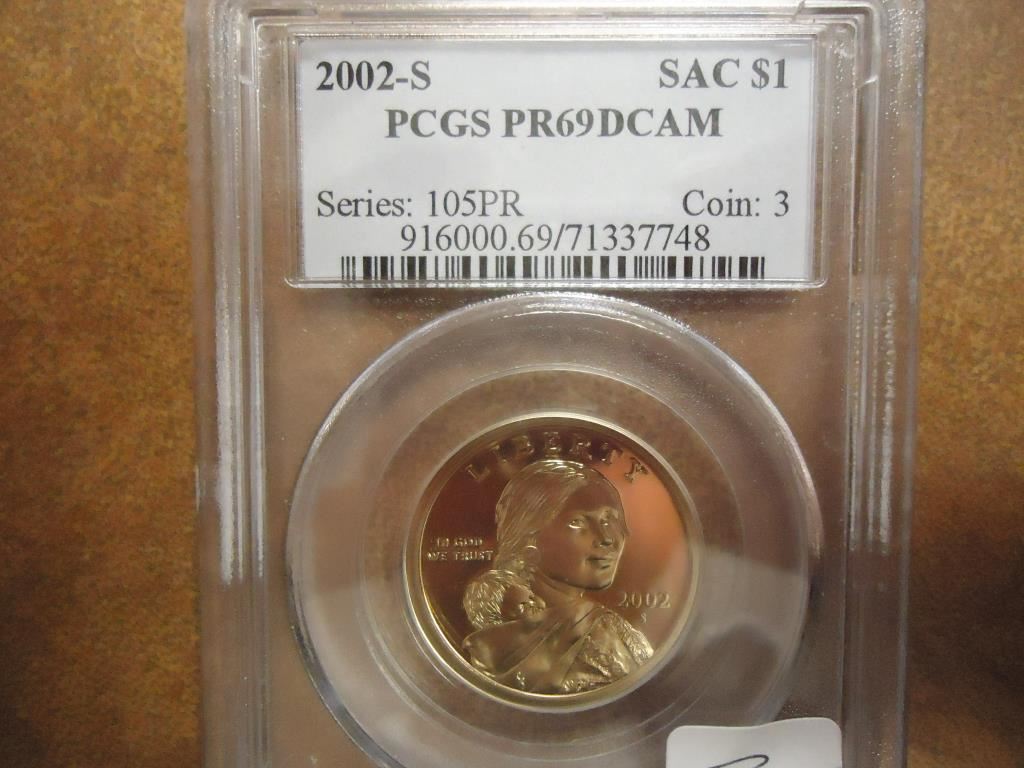 2002-S SAC $1
PCGS PR69DCAM
Series: 105PR Coin: 3
916000.69/71337748
LIBERTY
IN GOD
WE TRUST
2002
S